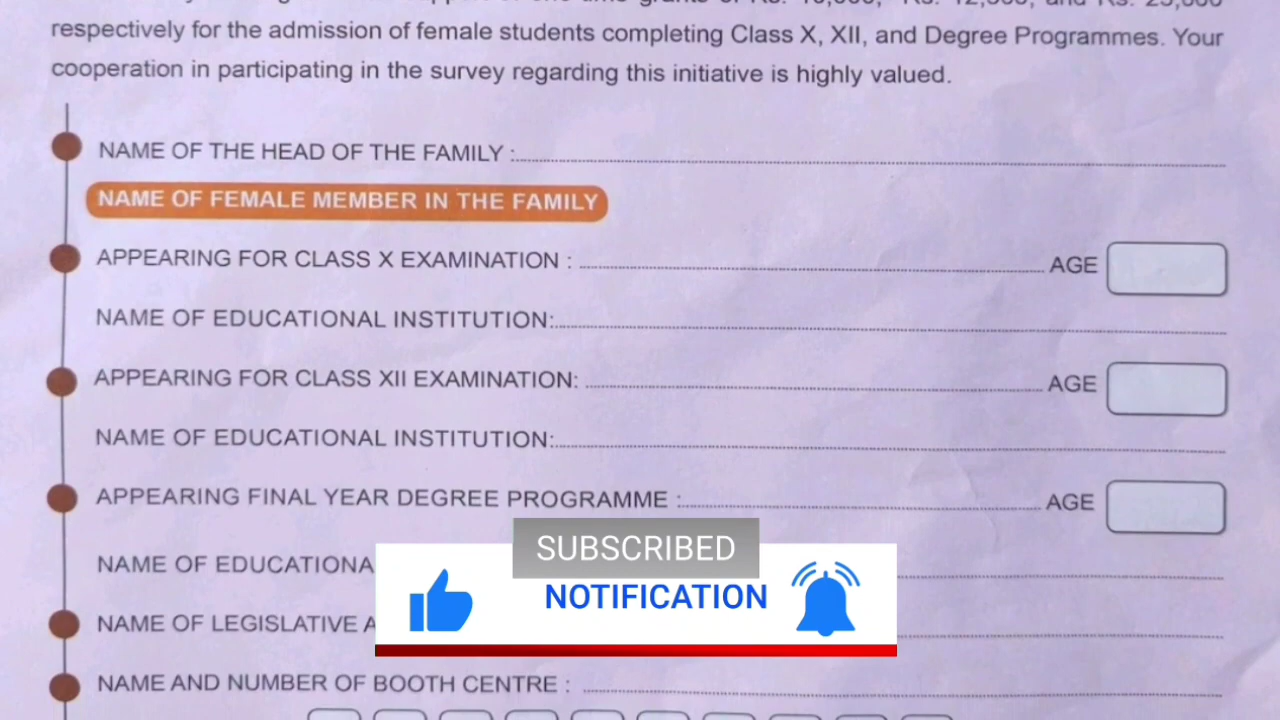 respectively for the admission of female students completing Class X, XII, and Degree Programmes. Your
cooperation in participating in the survey regarding this initiative is highly valued.
NAME OF THE HEAD OF THE FAMILY :
NAME OF FEMALE MEMBER IN THE FAMILY
APPEARING FOR CLASS X EXAMINATION : AGE
NAME OF EDUCATIONAL INSTITUTION:
APPEARING FOR CLASS XII EXAMINATION: AGE
NAME OF EDUCATIONAL INSTITUTION:
APPEARING FINAL YEAR DEGREE PROGRAMME : AGE
SUBSCRIBED
NAME OF EDUCATIONA
NOTIFICATION
NAME OF LEGISLATIVE A
NAME AND NUMBER OF BOOTH CENTRE :